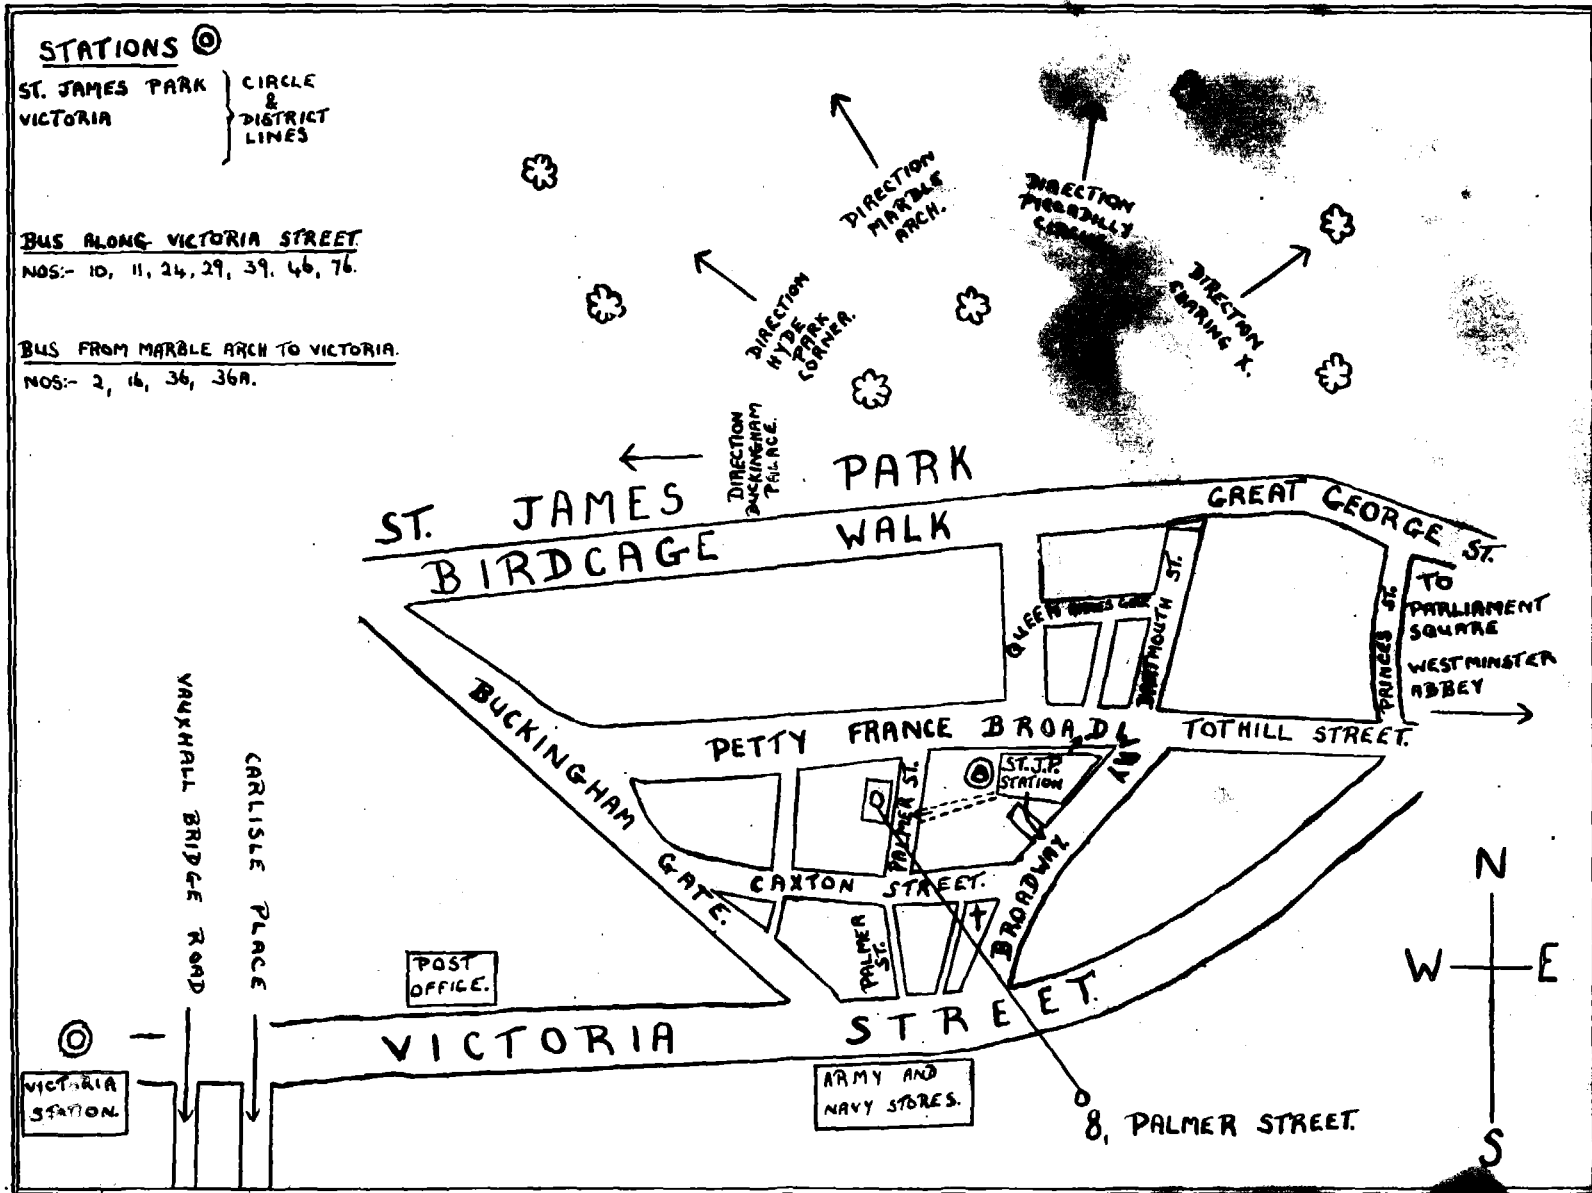 STATIONS
ST. JAMES PARK
VICTORIA
CIRCLE
&
DISTRICT
LINES
BUS ALONG VICTORIA STREET.
NOS:- 10, 11, 24, 29, 39, 46, 76.
BUS FROM MARBLE ARCH TO VICTORIA.
NOS:- 2, 16, 36, 36A.
DIRECTION
MARBLE
ARCH.
DIRECTION
PICCADILLY
CIRCUS.
DIRECTION
CHARING X.
DIRECTION
HYDE
PARK
CORNER.
DIRECTION
BUCKINGHAM
PALACE.
ST. JAMES PARK
BIRDCAGE WALK
GREAT GEORGE ST.
TO
PARLIAMENT
SQUARE
WESTMINSTER
ABBEY
PRINCES ST.
QUEEN
DARTMOUTH ST.
PETTY FRANCE
BROADWAY
TOTHILL STREET.
BUCKINGHAM GATE.
PALMER ST.
ST. J.P.
STATION
CAXTON STREET.
PALMER
ST.
BROADWAY
VAUXHALL BRIDGE ROAD
CARLISLE PLACE
POST
OFFICE.
VICTORIA STREET.
VICTORIA
STATION.
ARMY AND
NAVY STORES.
8, PALMER STREET.
N
W
E
S